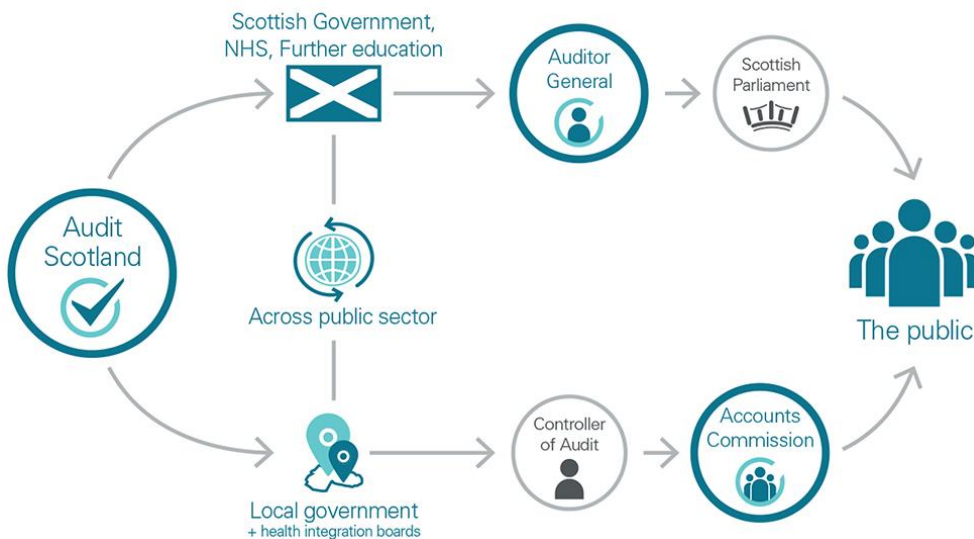 Scottish Government,
NHS, Further education
Auditor
General
Scottish
Parliament
Audit
Scotland
Across public sector
The public
Local government
+ health integration boards
Controller
of Audit
Accounts
Commission